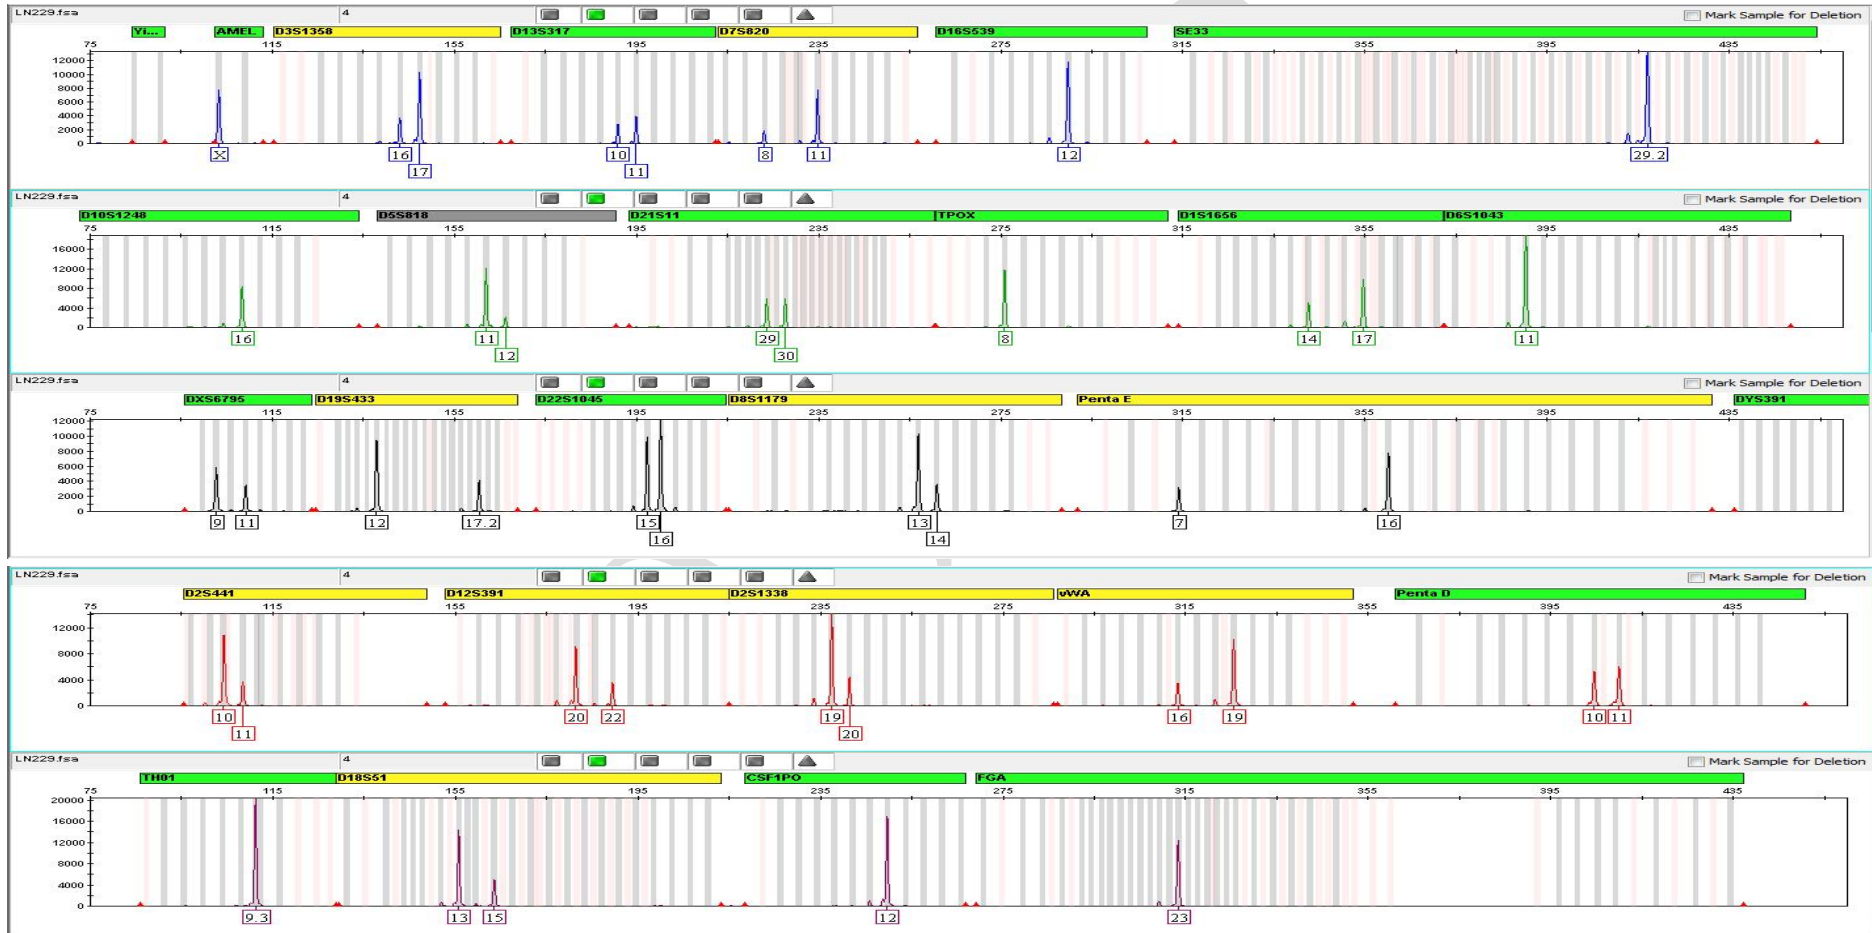 LN229.fsa 4 Mark Sample for Deletion
Yi... AMEL D3S1358 D13S317 D7S820 D16S539 SE33
75 115 155 195 235 275 315 355 395 435
12000
10000
8000
6000
4000
2000
0
X 16 10 8 11 12 29.2
17 11
LN229.fsa 4 Mark Sample for Deletion
D10S1248 D5S818 D21S11 TPOX D1S1656 D6S1043
75 115 155 195 235 275 315 355 395 435
16000
12000
8000
4000
0
16 11 29 8 14 17 11
12 30
LN229.fsa 4 Mark Sample for Deletion
DXS6795 D19S433 D22S1045 D8S1179 Penta E DYS391
75 115 155 195 235 275 315 355 395 435
12000
10000
8000
6000
4000
2000
0
9 11 12 17.2 15 13 7 16
16 14
LN229.fsa 4 Mark Sample for Deletion
D2S441 D12S391 D2S1338 vWA Penta D
75 115 155 195 235 275 315 355 395 435
12000
8000
4000
0
10 20 22 19 16 19 10 11
11 20
LN229.fsa 4 Mark Sample for Deletion
TH01 D18S51 CSF1PO FGA
75 115 155 195 235 275 315 355 395 435
20000
16000
12000
8000
4000
0
9.3 13 15 12 23